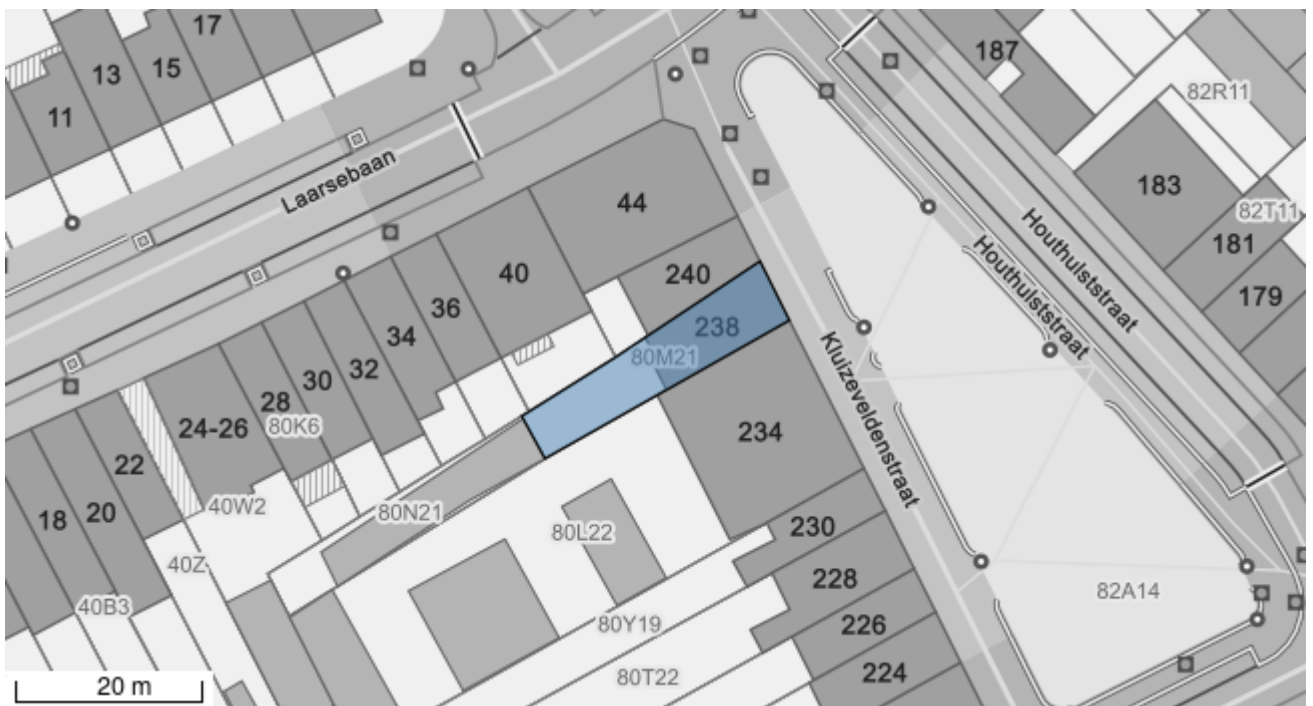 17
187
13
15
82R11
11
Laarsebaan
183
44
82T11
Houthulststraat
181
Houthulststraat
40
240
179
36
238
34
80M21
Kluizeveldenstraat
32
30
28
24-26
80K6
234
22
40W2
80N21
20
18
80L22
230
40Z
228
82A14
40B3
80Y19
226
224
80T22
20 m